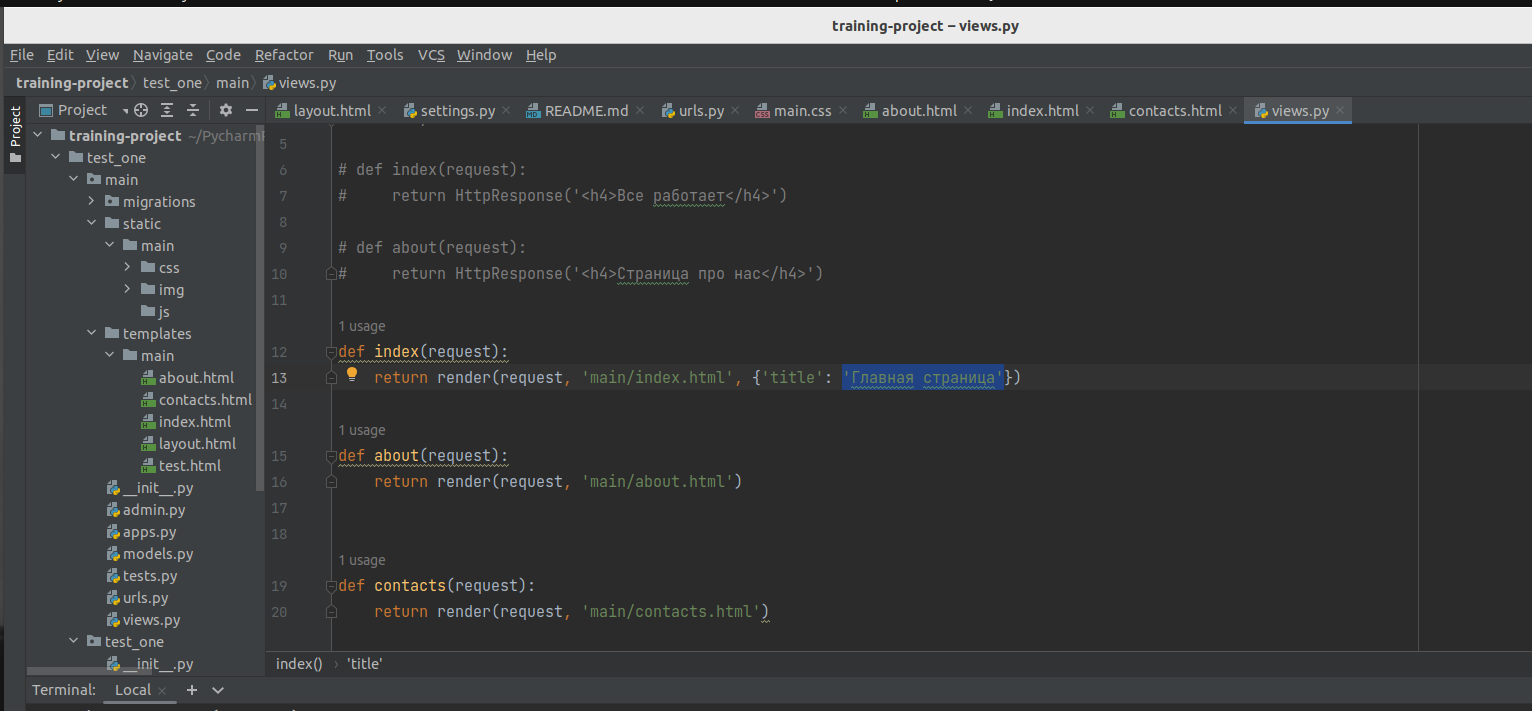 training-project – views.py
File Edit View Navigate Code Refactor Run Tools VCS Window Help
training-project test_one main views.py
Project
Project
layout.html settings.py README.md urls.py main.css about.html index.html contacts.html views.py
training-project ~/Pycharm
test_one
main
migrations
static
main
css
img
js
templates
main
about.html
contacts.html
index.html
layout.html
test.html
__init__.py
admin.py
apps.py
models.py
tests.py
urls.py
views.py
test_one
__init__.py
5
6 # def index(request):
7 #     return HttpResponse('<h4>Все работает</h4>')
8
9 # def about(request):
10 #     return HttpResponse('<h4>Страница про нас</h4>')
11
1 usage
12 def index(request):
13     return render(request, 'main/index.html', {'title': 'Главная страница'})
14
1 usage
15 def about(request):
16     return render(request, 'main/about.html')
17
18
1 usage
19 def contacts(request):
20     return render(request, 'main/contacts.html')
index() › 'title'
Terminal: Local